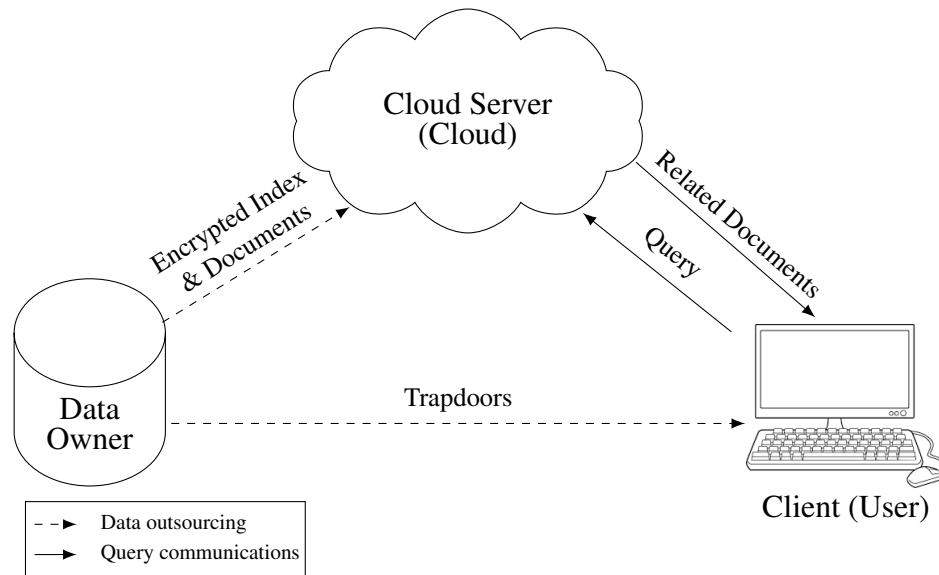 Cloud Server
(Cloud)
Encrypted Index
& Documents
Related Documents
Query
Trapdoors
Data
Owner
Client (User)
Data outsourcing
Query communications